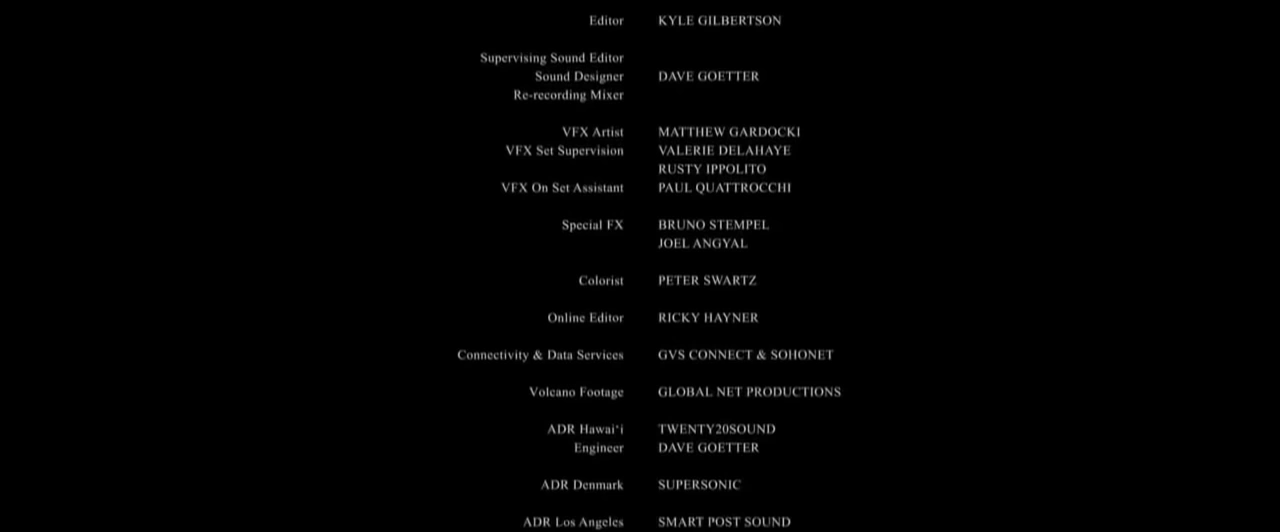 Editor KYLE GILBERTSON
Supervising Sound Editor
Sound Designer DAVE GOETTER
Re-recording Mixer
VFX Artist MATTHEW GARDOCKI
VFX Set Supervision VALERIE DELAHAYE
RUSTY IPPOLITO
VFX On Set Assistant PAUL QUATTROCCHI
Special FX BRUNO STEMPEL
JOEL ANGYAL
Colorist PETER SWARTZ
Online Editor RICKY HAYNER
Connectivity & Data Services GVS CONNECT & SOHONET
Volcano Footage GLOBAL NET PRODUCTIONS
ADR Hawaiʻi TWENTY20SOUND
Engineer DAVE GOETTER
ADR Denmark SUPERSONIC
ADR Los Angeles SMART POST SOUND